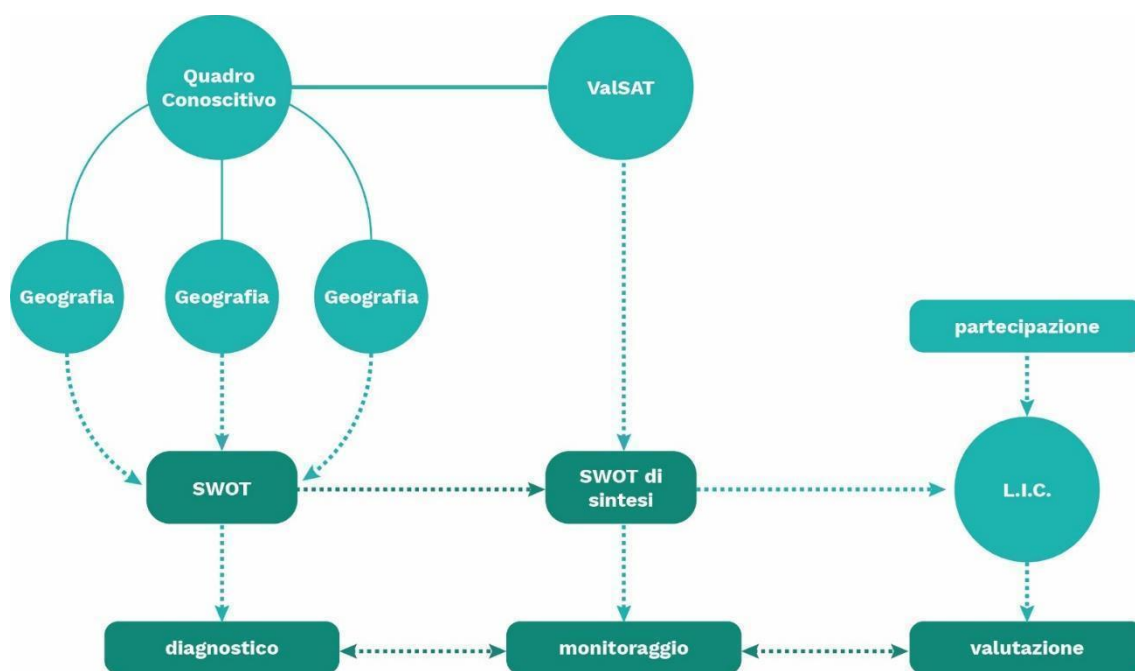 Quadro
Conoscitivo
ValSAT
Geografia
Geografia
Geografia
partecipazione
SWOT
SWOT di
sintesi
L.I.C.
diagnostico
monitoraggio
valutazione